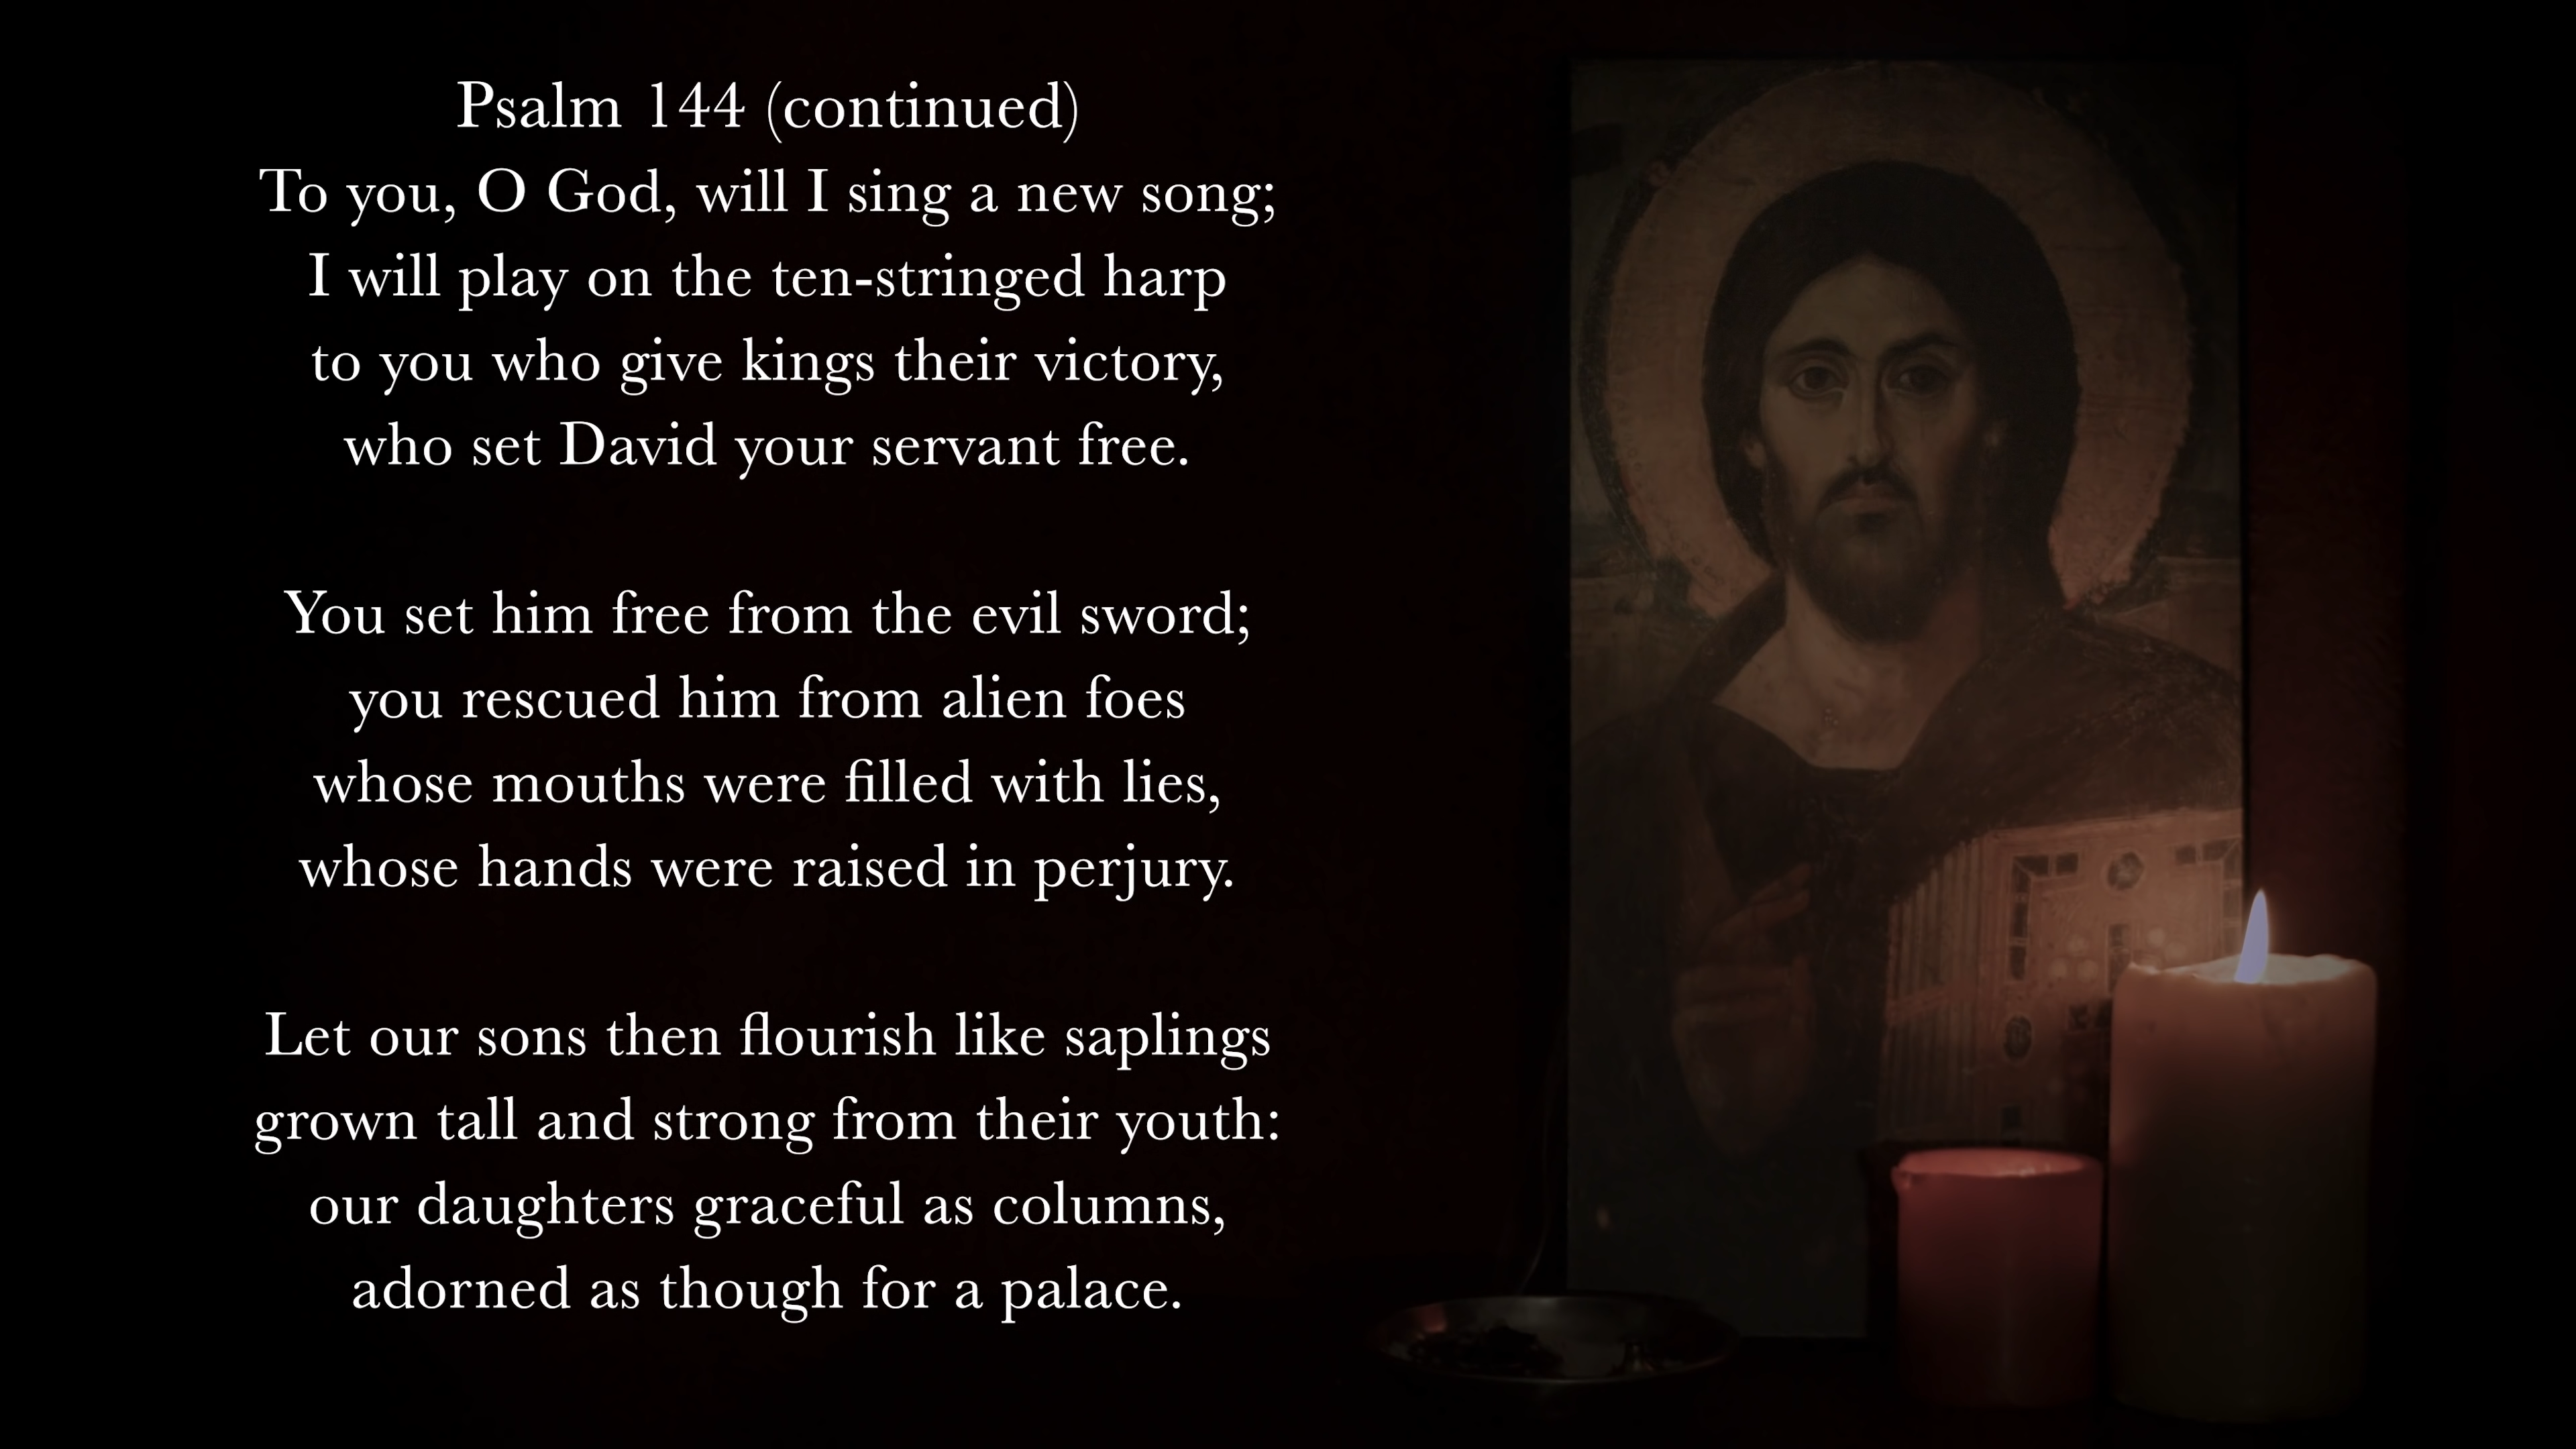 Psalm 144 (continued)
To you, O God, will I sing a new song;
I will play on the ten-stringed harp
to you who give kings their victory,
who set David your servant free.
You set him free from the evil sword;
you rescued him from alien foes
whose mouths were filled with lies,
whose hands were raised in perjury.
Let our sons then flourish like saplings
grown tall and strong from their youth:
our daughters graceful as columns,
adorned as though for a palace.